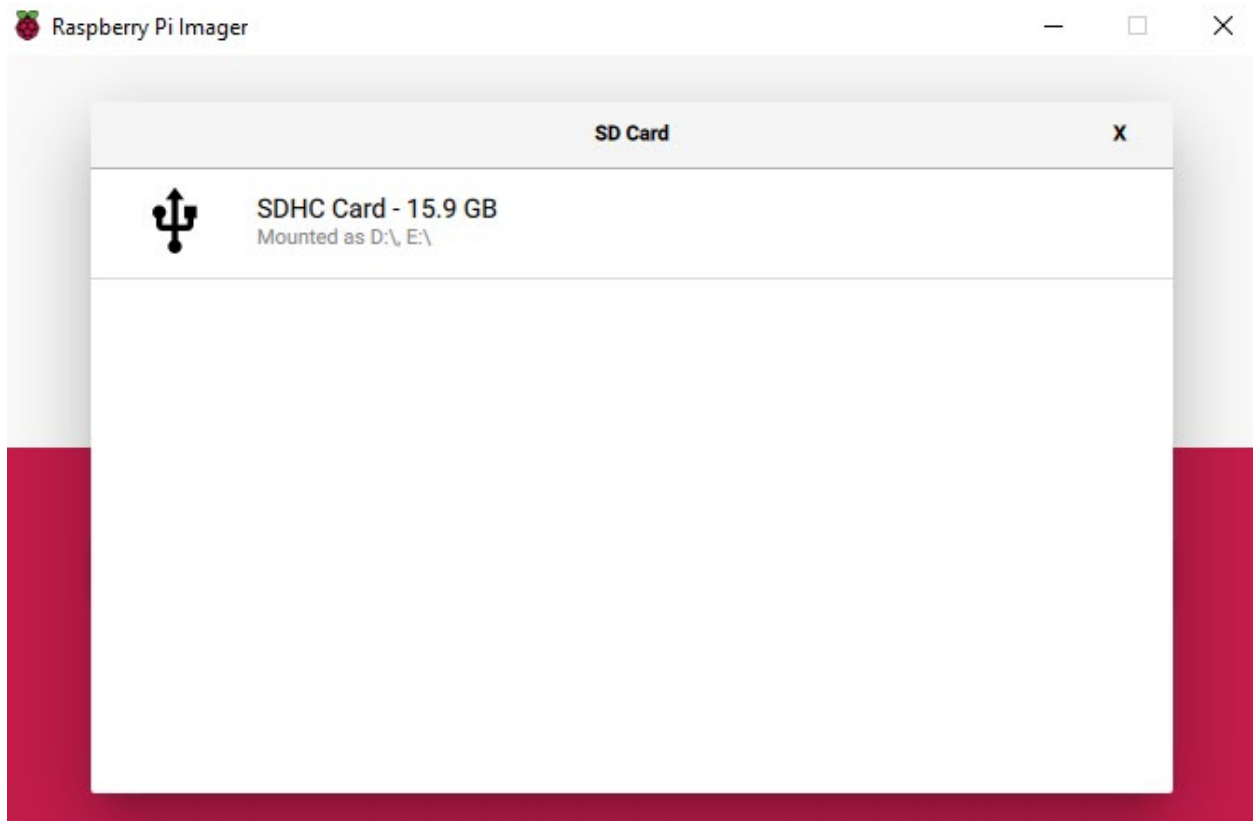 Raspberry Pi Imager
SD Card X
SDHC Card - 15.9 GB
Mounted as D:\, E:\